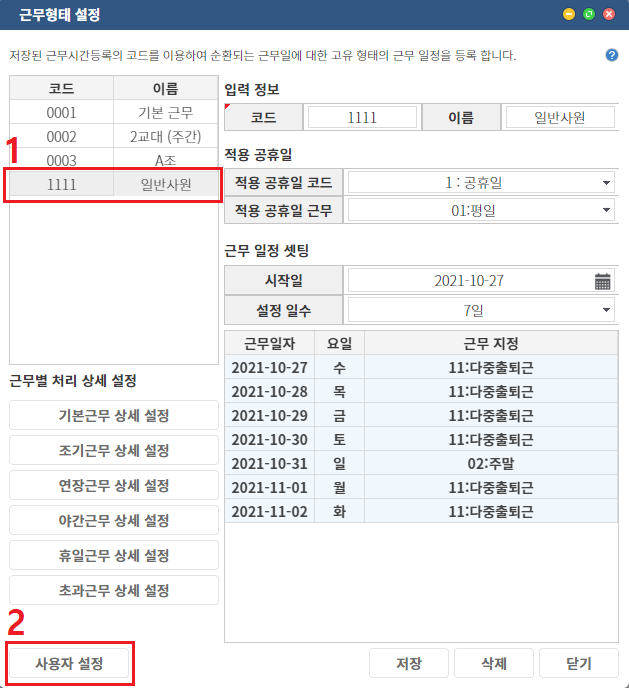 근무형태 설정
저장된 근무시간등록의 코드를 이용하여 순환되는 근무일에 대한 고유 형태의 근무 일정을 등록 합니다.
?
코드 이름
0001 기본 근무
0002 2교대 (주간)
0003 A조
1111 일반사원
1
근무별 처리 상세 설정
기본근무 상세 설정
조기근무 상세 설정
연장근무 상세 설정
야간근무 상세 설정
휴일근무 상세 설정
초과근무 상세 설정
2
사용자 설정
입력 정보
코드 1111 이름 일반사원
적용 공휴일
적용 공휴일 코드 1 : 공휴일
적용 공휴일 근무 01:평일
근무 일정 셋팅
시작일 2021-10-27
설정 일수 7일
근무일자 요일 근무 지정
2021-10-27 수 11:다중출퇴근
2021-10-28 목 11:다중출퇴근
2021-10-29 금 11:다중출퇴근
2021-10-30 토 11:다중출퇴근
2021-10-31 일 02:주말
2021-11-01 월 11:다중출퇴근
2021-11-02 화 11:다중출퇴근
저장 삭제 닫기